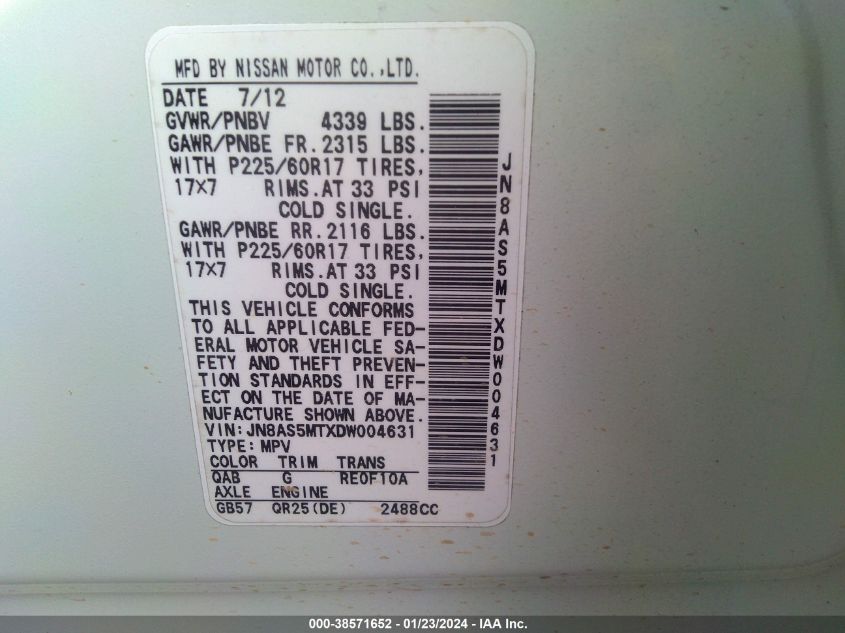 MFD BY NISSAN MOTOR CO.,LTD.
DATE 7/12
GVWR/PNBV 4339 LBS.
GAWR/PNBE FR. 2315 LBS.
WITH P225/60R17 TIRES,
17×7 RIMS.AT 33 PSI
COLD SINGLE.
GAWR/PNBE RR. 2116 LBS.
WITH P225/60R17 TIRES,
17×7 RIMS.AT 33 PSI
COLD SINGLE.
THIS VEHICLE CONFORMS
TO ALL APPLICABLE FED-
ERAL MOTOR VEHICLE SA-
FETY AND THEFT PREVEN-
TION STANDARDS IN EFF-
ECT ON THE DATE OF MA-
NUFACTURE SHOWN ABOVE.
VIN: JN8AS5MTXDW004631
TYPE: MPV
COLOR TRIM TRANS
QAB G RE0F10A
AXLE ENGINE
GB57 QR25(DE) 2488CC
JN8AS5MTXDW004631
000-38571652 - 01/23/2024 - IAA Inc.